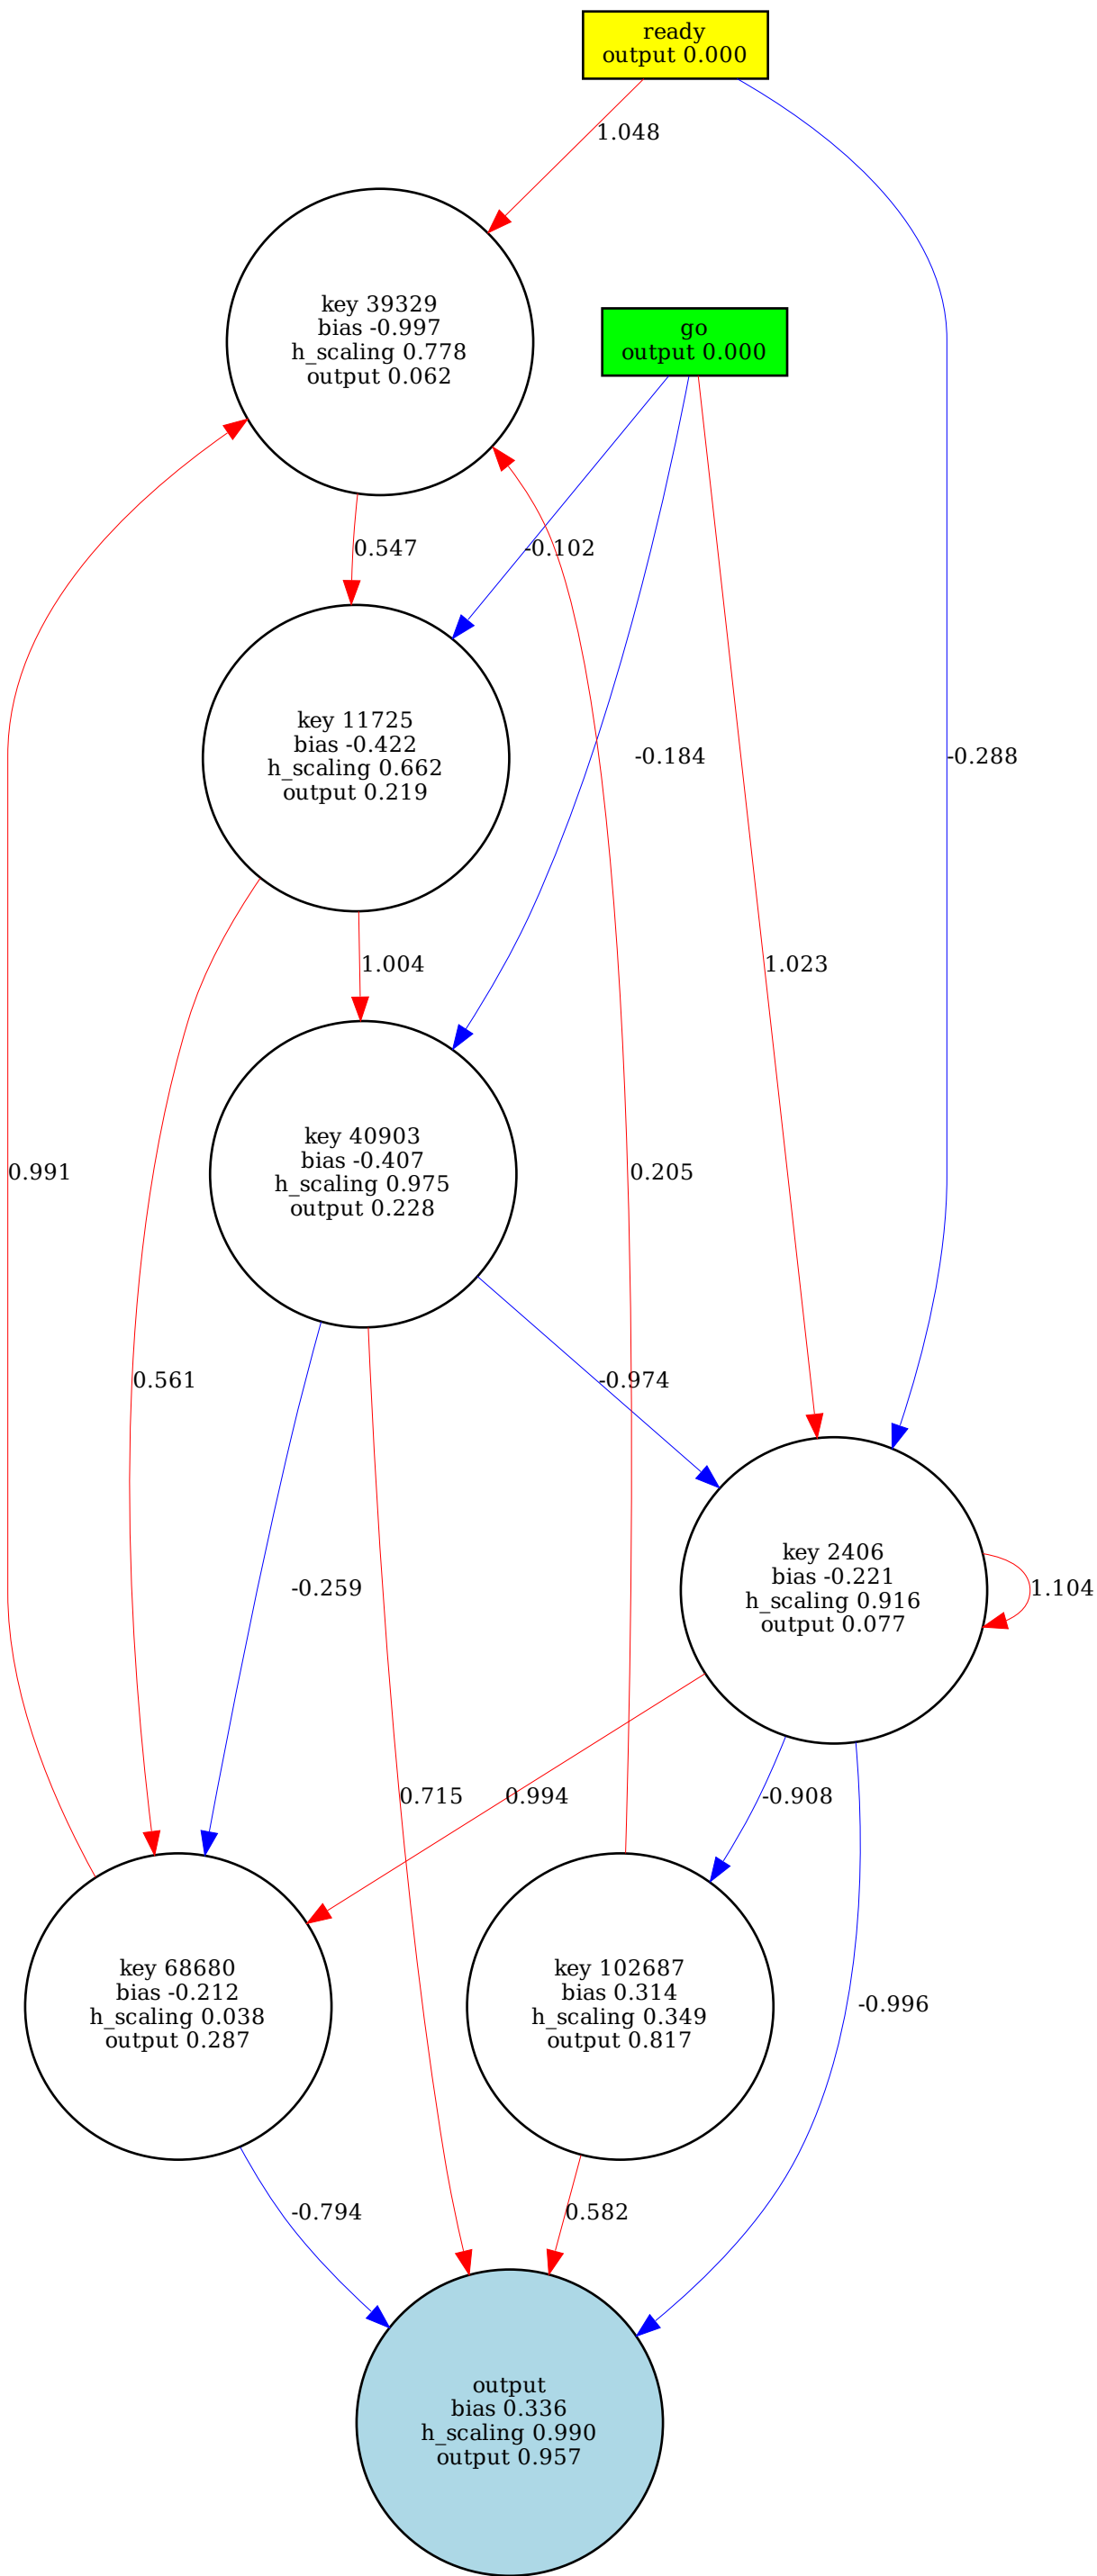 ready
output 0.000
1.048
key 39329
bias -0.997
h_scaling 0.778
output 0.062
go
output 0.000
0.547
-0.102
key 11725
bias -0.422
h_scaling 0.662
output 0.219
-0.184
-0.288
1.004
1.023
key 40903
bias -0.407
h_scaling 0.975
output 0.228
0.991
0.205
0.561
-0.974
key 2406
bias -0.221
h_scaling 0.916
output 0.077
-0.259
1.104
0.715
0.994
-0.908
key 68680
bias -0.212
h_scaling 0.038
output 0.287
key 102687
bias 0.314
h_scaling 0.349
output 0.817
-0.996
-0.794
0.582
output
bias 0.336
h_scaling 0.990
output 0.957